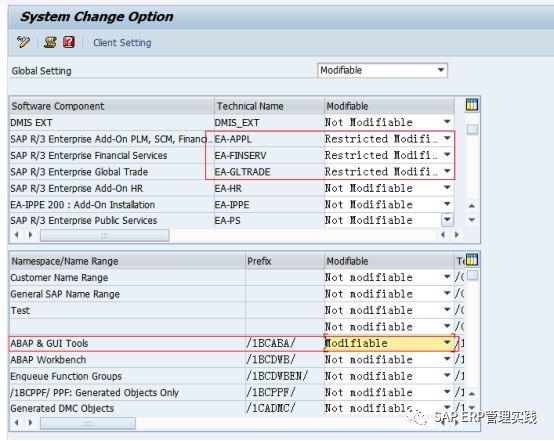 System Change Option
Client Setting
Global Setting Modifiable
Software Component Technical Name Modifiable
DMIS EXT DMIS_EXT Not Modifiable
SAP R/3 Enterprise Add-On PLM, SCM, Financi... EA-APPL Restricted Modifi...
SAP R/3 Enterprise Financial Services EA-FINSERV Restricted Modifi...
SAP R/3 Enterprise Global Trade EA-GLTRADE Restricted Modifi...
SAP R/3 Enterprise Add-On HR EA-HR Not Modifiable
EA-IPPE 200 : Add-On Installation EA-IPPE Not Modifiable
SAP R/3 Enterprise Public Services EA-PS Not Modifiable
Namespace/Name Range Prefix Modifiable
Customer Name Range Not modifiable
General SAP Name Range Not modifiable
Test Not modifiable
Not modifiable
ABAP & GUI Tools /1BCABA/ Modifiable
ABAP Workbench /1BCDWB/ Not modifiable
Enqueue Function Groups /1BCDWBEN/ Not modifiable
/1BCPPF/ PPF: Generated Objects Only /1BCPPF/ Not modifiable
Generated DMC Objects /1CADMC/ Not modifiable
SAP ERP管理实践